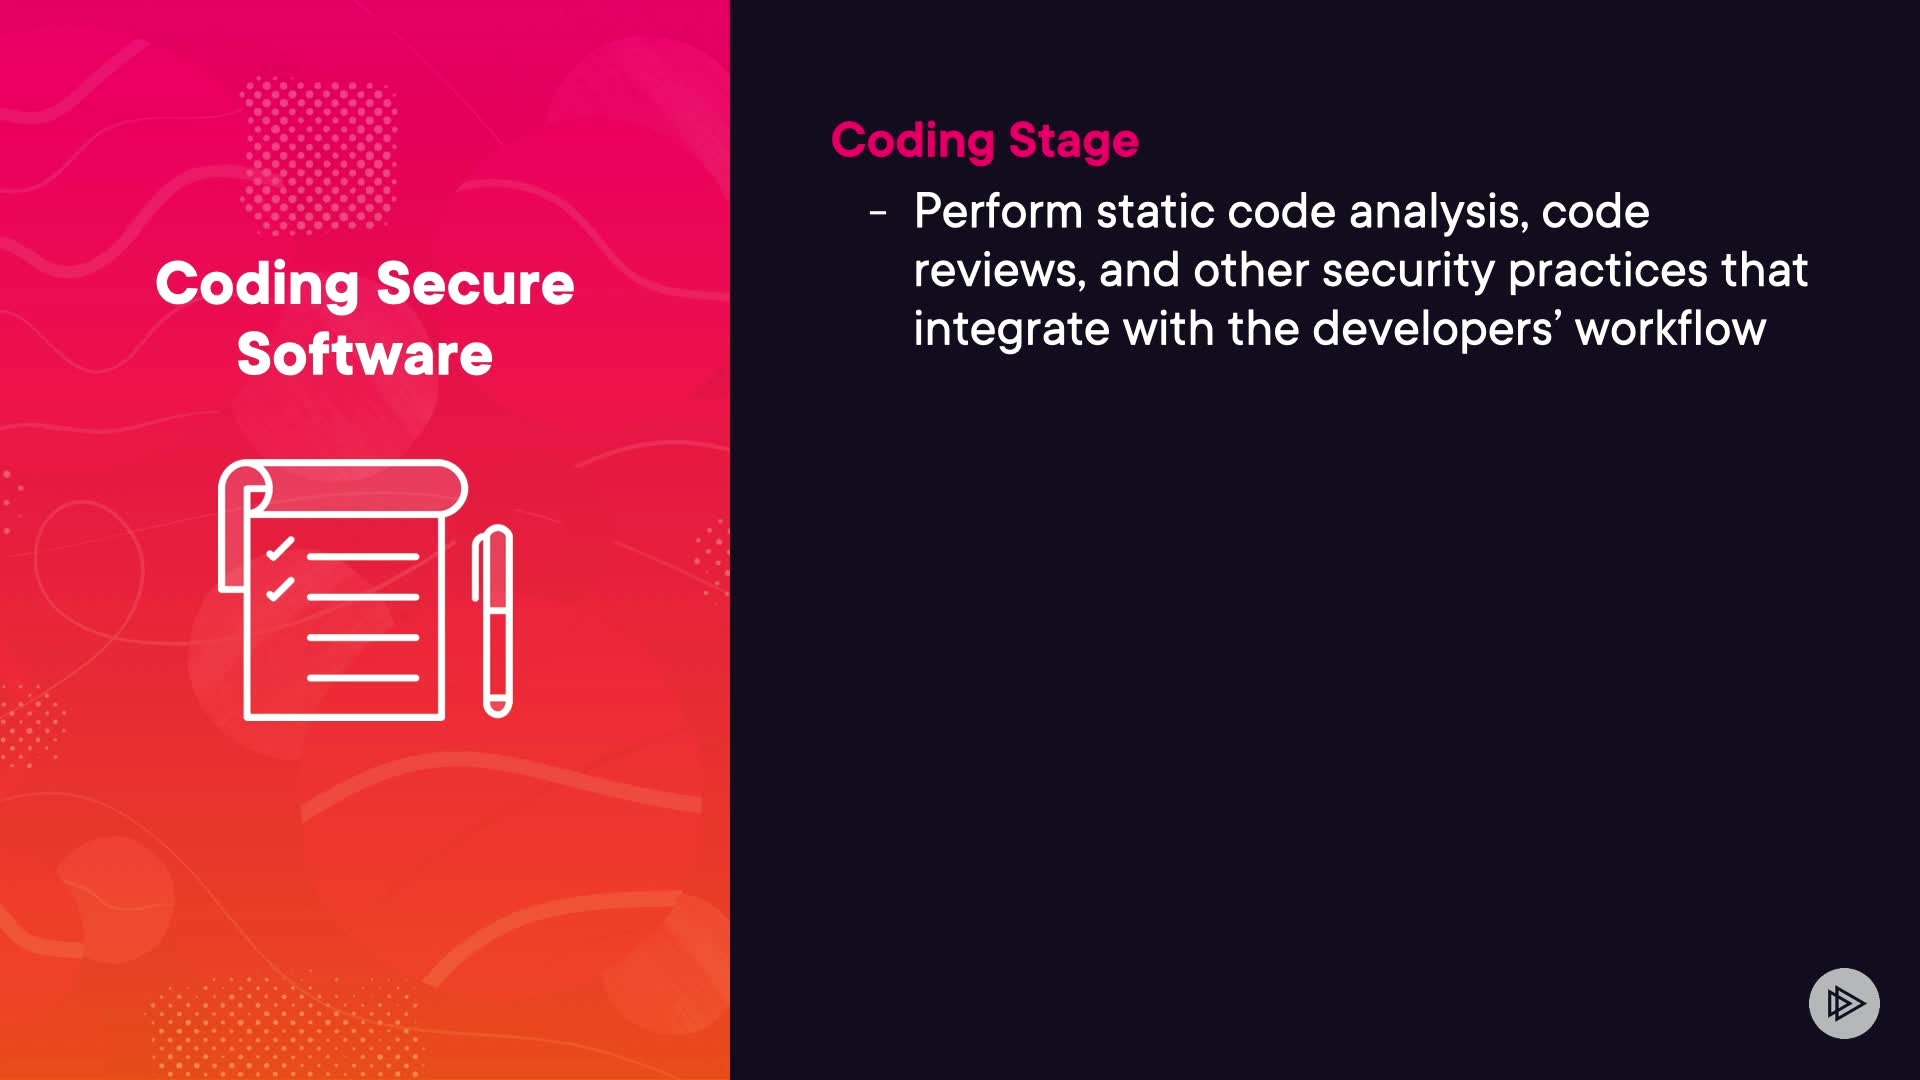 Coding Secure
Software
Coding Stage
- Perform static code analysis, code
reviews, and other security practices that
integrate with the developers’ workflow